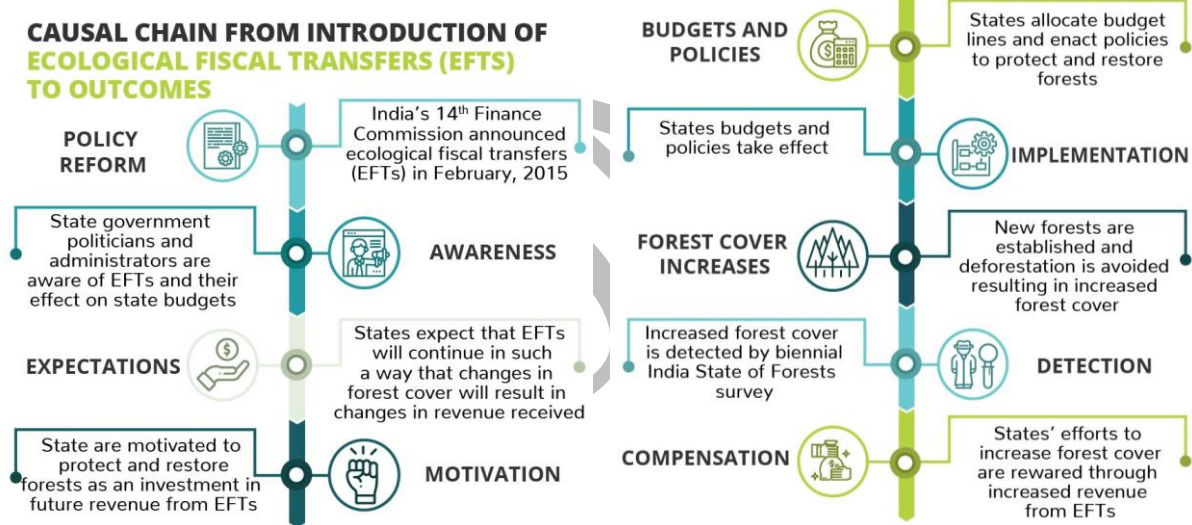 CAUSAL CHAIN FROM INTRODUCTION OF
ECOLOGICAL FISCAL TRANSFERS (EFTS)
TO OUTCOMES
POLICY
REFORM
India's 14th Finance
Commission announced
ecological fiscal transfers
(EFTs) in February, 2015
State government
politicians and
administrators are
aware of EFTs and their
effect on state budgets
AWARENESS
EXPECTATIONS
States expect that EFTs
will continue in such
a way that changes in
forest cover will result in
changes in revenue received
State are motivated to
protect and restore
forests as an investment in
future revenue from EFTs
MOTIVATION
BUDGETS AND
POLICIES
States allocate budget
lines and enact policies
to protect and restore
forests
States budgets and
policies take effect
IMPLEMENTATION
FOREST COVER
INCREASES
New forests are
established and
deforestation is avoided
resulting in increased
forest cover
Increased forest cover
is detected by biennial
India State of Forests
survey
DETECTION
COMPENSATION
States' efforts to
increase forest cover
are rewared through
increased revenue
from EFTs